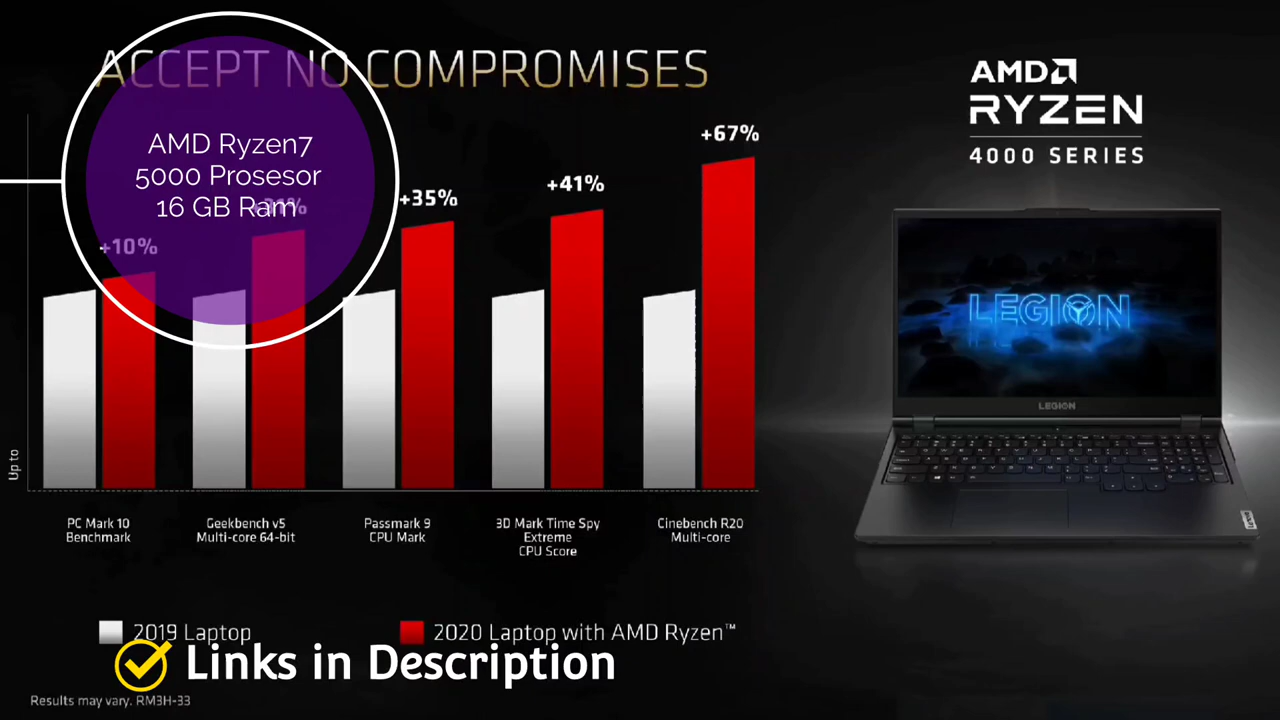 ACCEPT NO COMPROMISES
AMD Ryzen7
5000 Prosesor
16 GB Ram
+10%
+35%
+41%
+67%
AMD
RYZEN
4000 SERIES
LEGION
LEGION
Lenovo
Up to
PC Mark 10
Benchmark
Geekbench v5
Multi-core 64-bit
Passmark 9
CPU Mark
3D Mark Time Spy
Extreme
CPU Score
Cinebench R20
Multi-core
2019 Laptop
2020 Laptop with AMD Ryzen™
Links in Description
Results may vary. RM3H-33